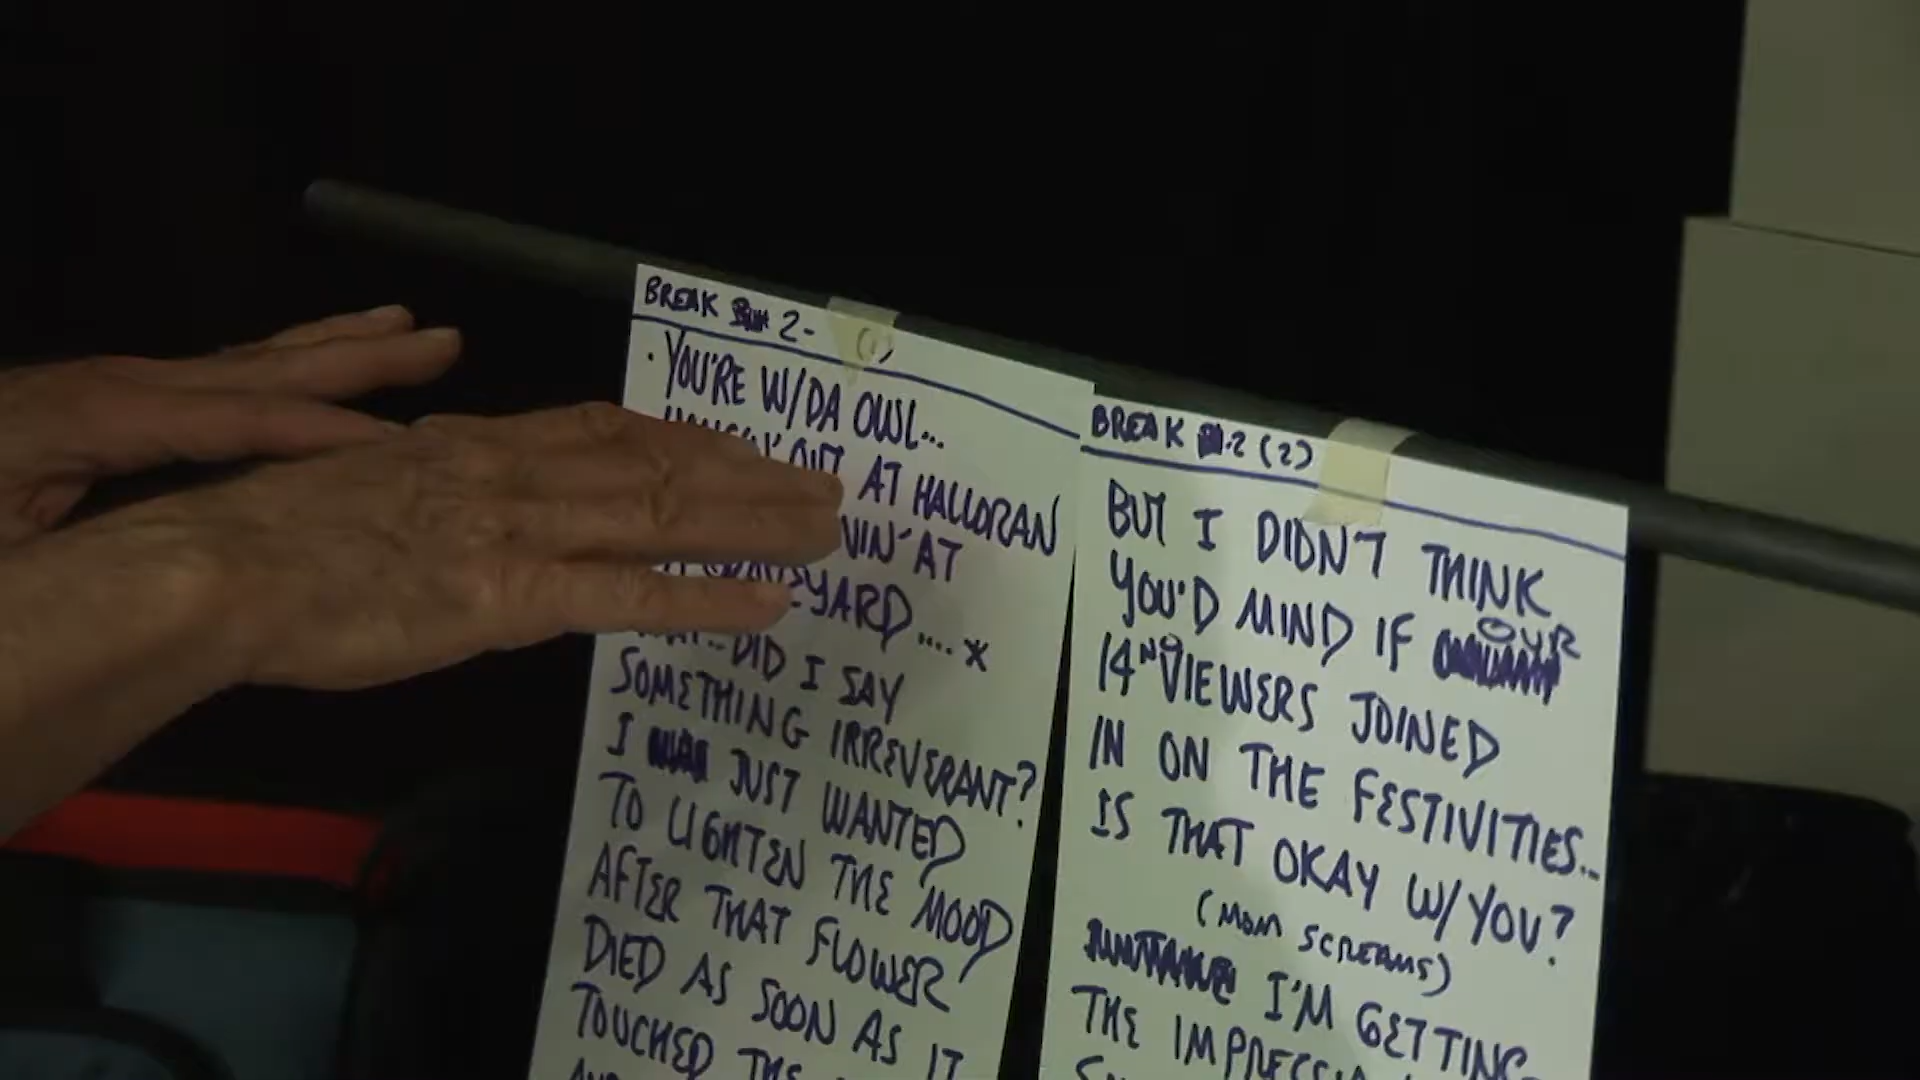 BREAK 2- (1)
· YOU'RE W/DA OWL...
OUT AT HALLORAN
VIN' AT
YARD.... *
DID I SAY
SOMETHING IRREVERANT?
I JUST WANTED
TO LIGHTEN THE MOOD
AFTER THAT FLOWER
DIED AS SOON AS IT
TOUCHED THE
BREAK 2 (2)
BUT I DIDN'T THINK
YOU'D MIND IF OUR
14 VIEWERS JOINED
IN ON THE FESTIVITIES...
IS THAT OKAY W/YOU?
(MOM SCREAMS)
I'M GETTING
THE